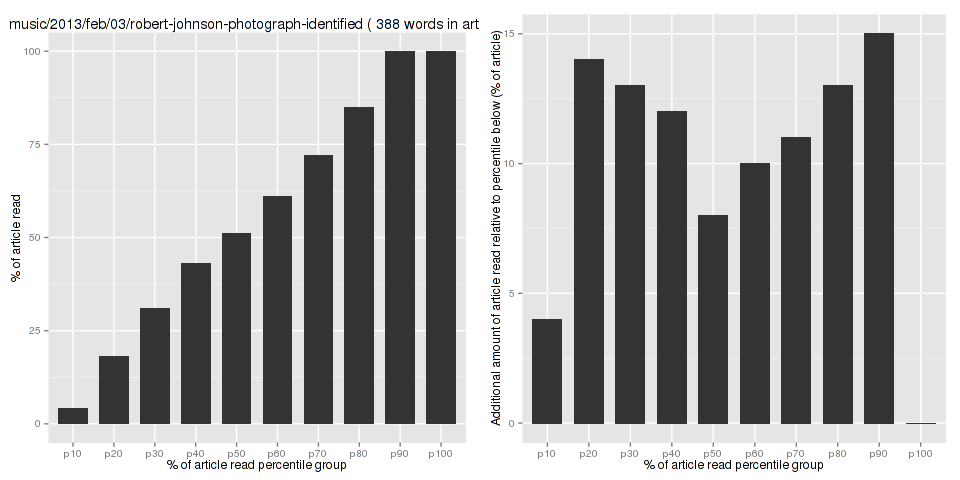 music/2013/feb/03/robert-johnson-photograph-identified ( 388 words in art
% of article read
100
75
50
25
0
p10 p20 p30 p40 p50 p60 p70 p80 p90 p100
% of article read percentile group
Additional amount of article read relative to percentile below (% of article)
15
10
5
0
p10 p20 p30 p40 p50 p60 p70 p80 p90 p100
% of article read percentile group